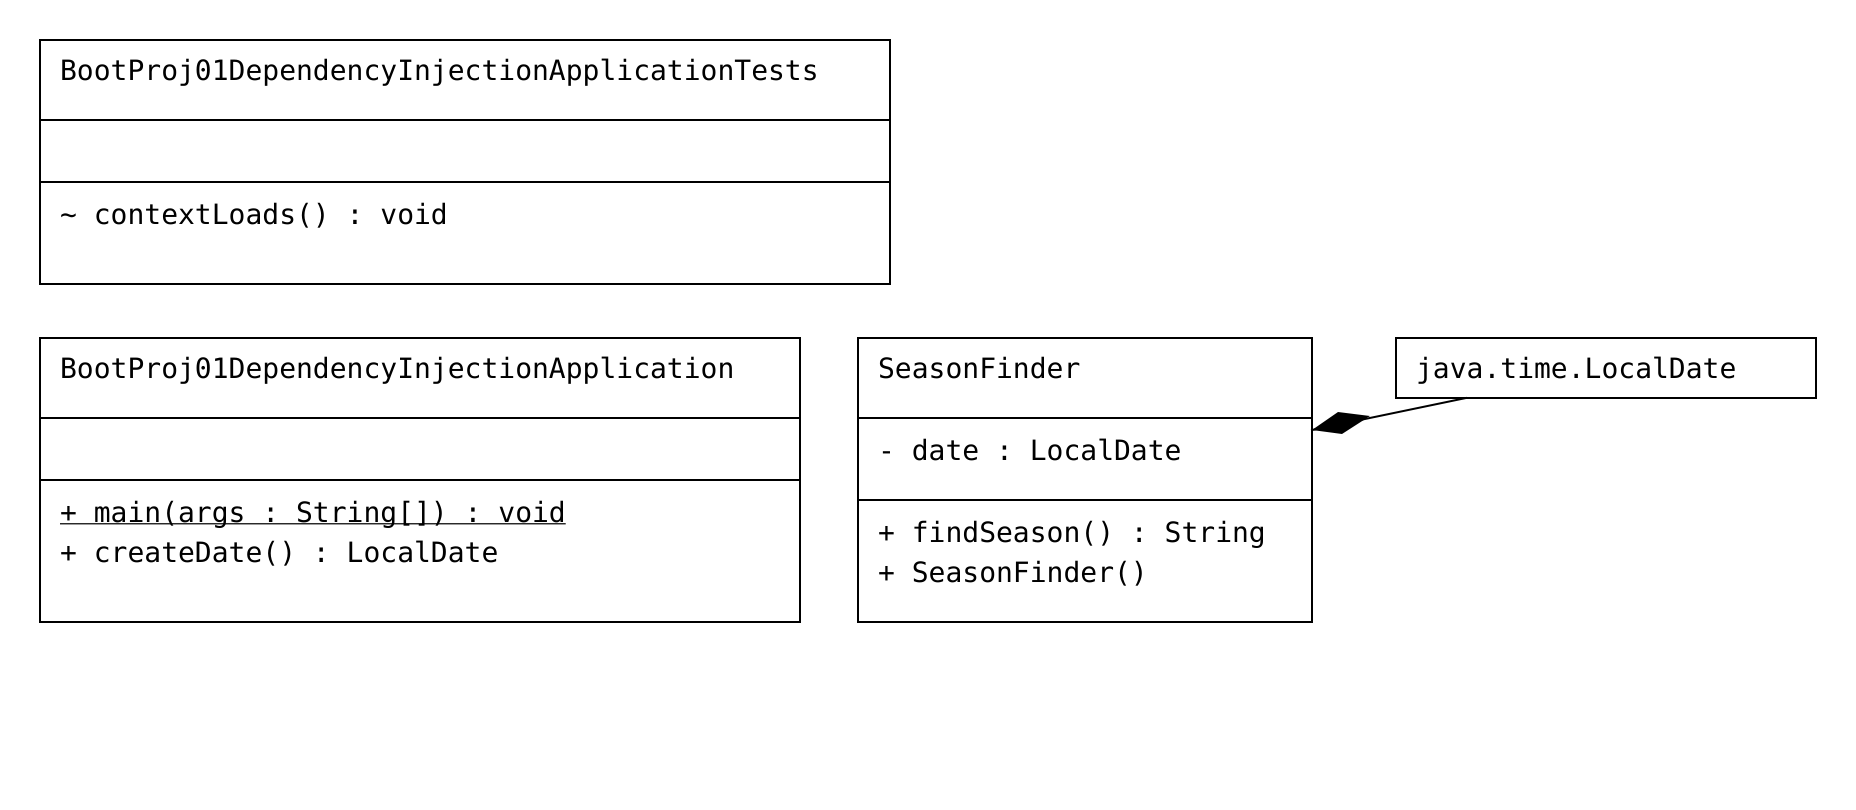 BootProj01DependencyInjectionApplicationTests
~ contextLoads() : void
BootProj01DependencyInjectionApplication
+ main(args : String[]) : void
+ createDate() : LocalDate
SeasonFinder
- date : LocalDate
+ findSeason() : String
+ SeasonFinder()
java.time.LocalDate